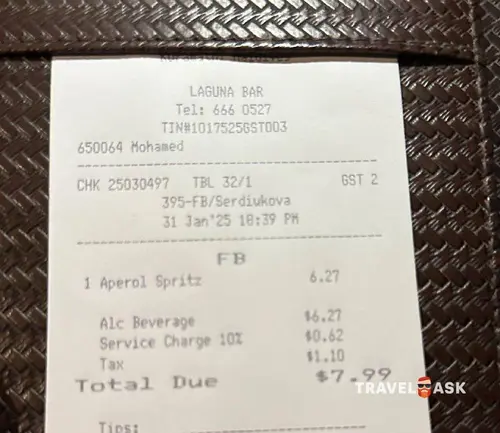 LAGUNA BAR
Tel: 666 0527
TIN#1017525GST003
650064 Mohamed
CHK 25030497 TBL 32/1 GST 2
395-FB/Serdiukova
31 Jan'25 10:39 PM
FB
1 Aperol Spritz 6.27
Alc Beverage $6.27
Service Charge 10% $0.62
Tax $1.10
Total Due $7.99
TRAVEL ASK
Tips: